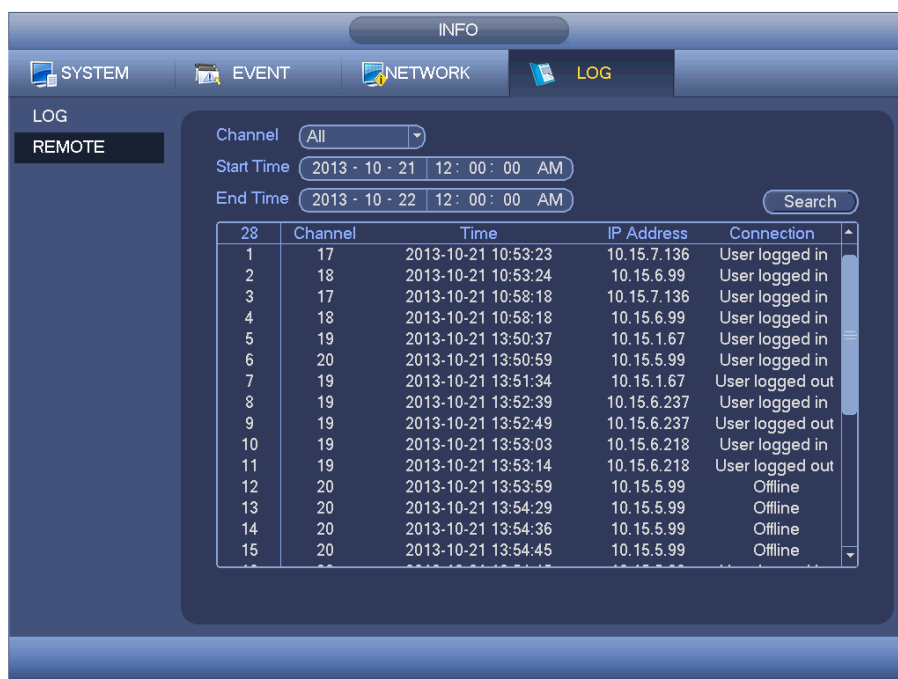 INFO
SYSTEM EVENT NETWORK LOG
LOG
REMOTE
Channel All
Start Time 2013 - 10 - 21 12 : 00 : 00 AM
End Time 2013 - 10 - 22 12 : 00 : 00 AM
Search
28 Channel Time IP Address Connection
1 17 2013-10-21 10:53:23 10.15.7.136 User logged in
2 18 2013-10-21 10:53:24 10.15.6.99 User logged in
3 17 2013-10-21 10:58:18 10.15.7.136 User logged in
4 18 2013-10-21 10:58:18 10.15.6.99 User logged in
5 19 2013-10-21 13:50:37 10.15.1.67 User logged in
6 20 2013-10-21 13:50:59 10.15.5.99 User logged in
7 19 2013-10-21 13:51:34 10.15.1.67 User logged out
8 19 2013-10-21 13:52:39 10.15.6.237 User logged in
9 19 2013-10-21 13:52:49 10.15.6.237 User logged out
10 19 2013-10-21 13:53:03 10.15.6.218 User logged in
11 19 2013-10-21 13:53:14 10.15.6.218 User logged out
12 20 2013-10-21 13:53:59 10.15.5.99 Offline
13 20 2013-10-21 13:54:29 10.15.5.99 Offline
14 20 2013-10-21 13:54:36 10.15.5.99 Offline
15 20 2013-10-21 13:54:45 10.15.5.99 Offline